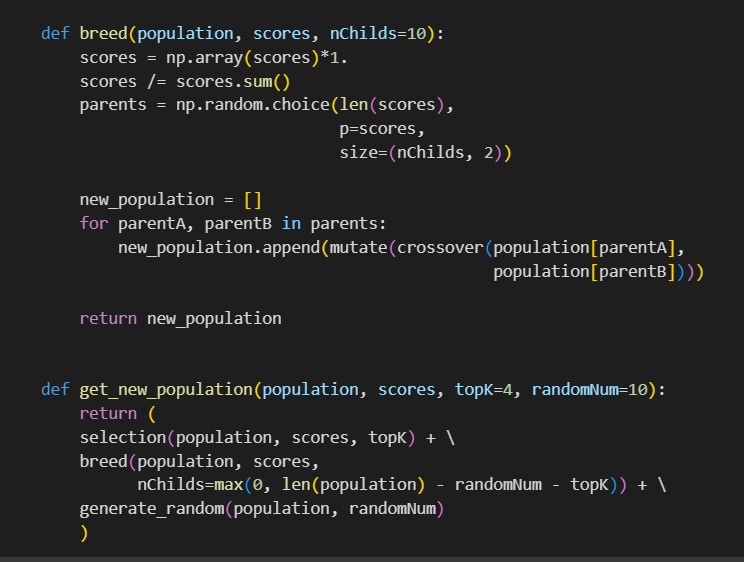 def breed(population, scores, nChilds=10):
    scores = np.array(scores)*1.
    scores /= scores.sum()
    parents = np.random.choice(len(scores),
                               p=scores,
                               size=(nChilds, 2))

    new_population = []
    for parentA, parentB in parents:
        new_population.append(mutate(crossover(population[parentA],
                                               population[parentB])))

    return new_population


def get_new_population(population, scores, topK=4, randomNum=10):
    return (
    selection(population, scores, topK) + \
    breed(population, scores,
          nChilds=max(0, len(population) - randomNum - topK)) + \
    generate_random(population, randomNum)
    )